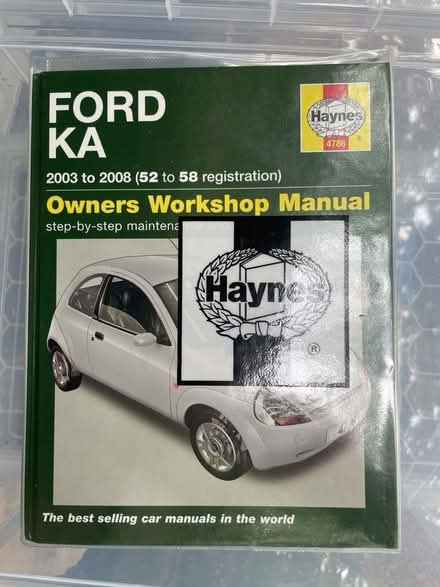 FORD
KA
Haynes
4786
2003 to 2008 (52 to 58 registration)
Owners Workshop Manual
step-by-step maintena
Haynes
®
The best selling car manuals in the world